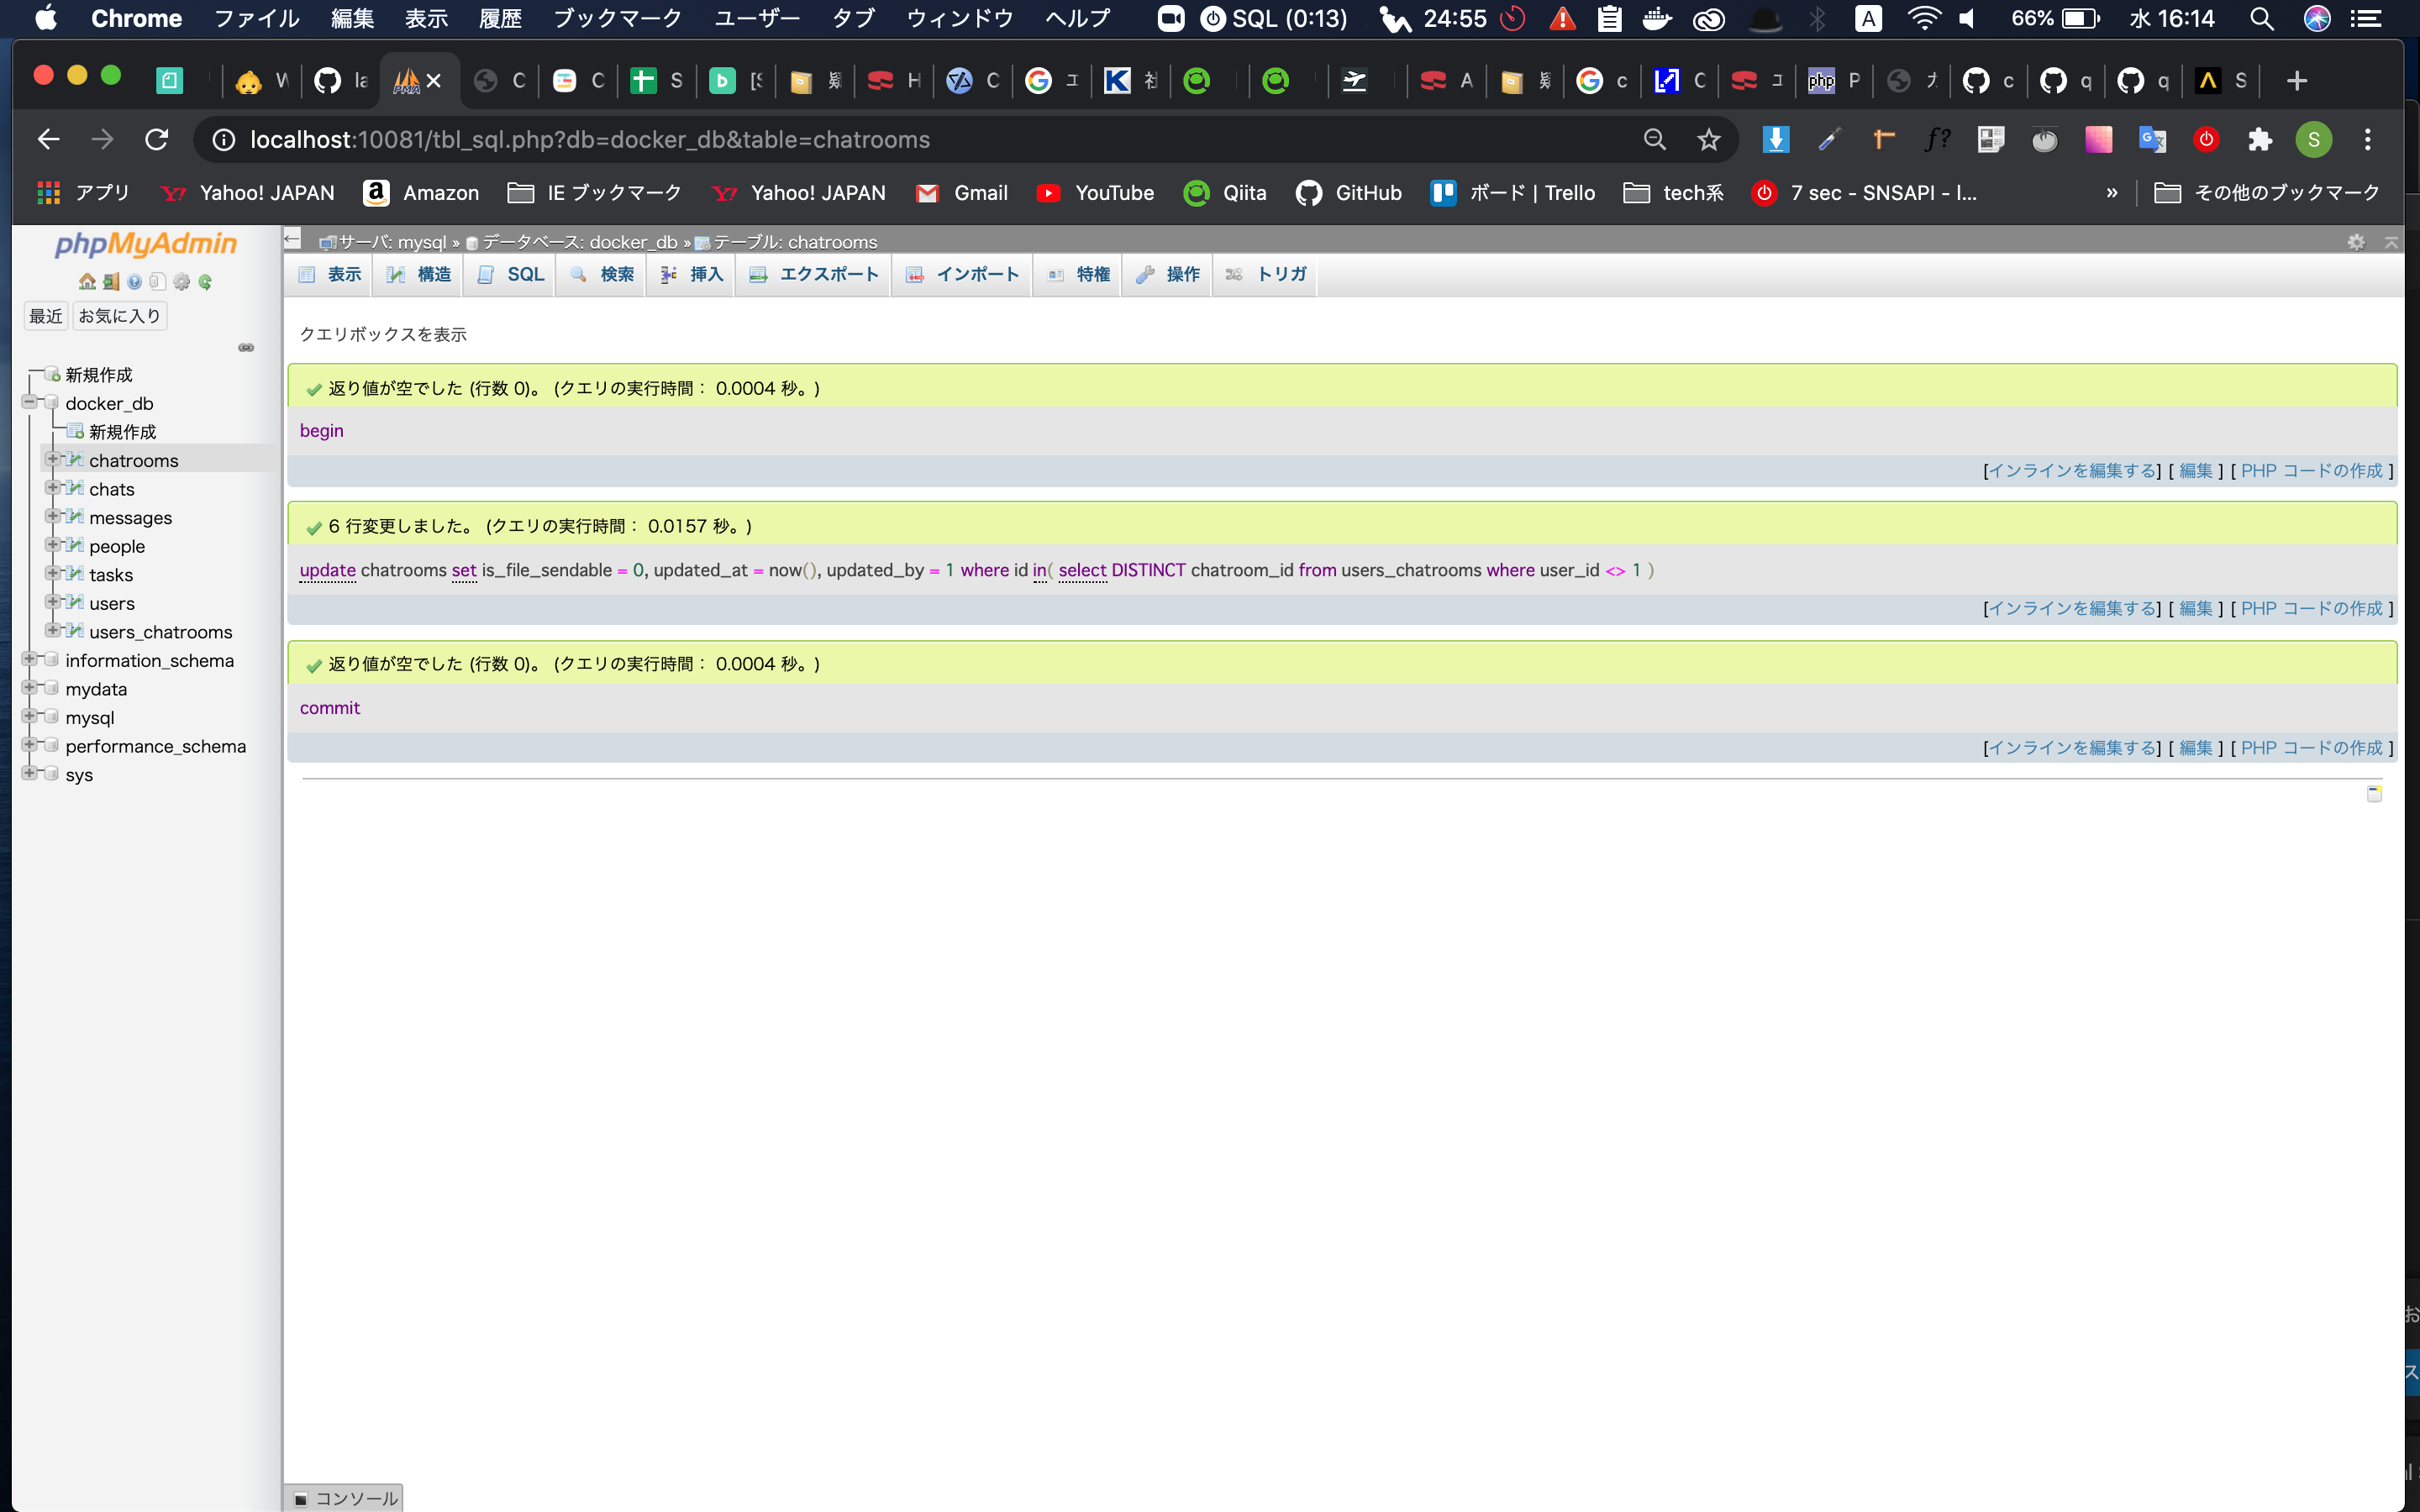 Chrome ファイル 編集 表示 履歴 ブックマーク ユーザー タブ ウィンドウ ヘルプ SQL (0:13) 24:55 A 66% 水 16:14
W la PMA C C S b [S H C G ユ K 社 A G c C ユ php P c q q S
localhost:10081/tbl_sql.php?db=docker_db&table=chatrooms f? S
アプリ Yahoo! JAPAN Amazon IE ブックマーク Yahoo! JAPAN Gmail YouTube Qiita GitHub ボード | Trello tech系 7 sec - SNSAPI - l... » その他のブックマーク
phpMyAdmin
最近 お気に入り
新規作成
docker_db
新規作成
chatrooms
chats
messages
people
tasks
users
users_chatrooms
information_schema
mydata
mysql
performance_schema
sys
サーバ: mysql » データベース: docker_db » テーブル: chatrooms
表示 構造 SQL 検索 挿入 エクスポート インポート 特権 操作 トリガ
クエリボックスを表示
返り値が空でした (行数 0)。 (クエリの実行時間： 0.0004 秒。)
begin
[インラインを編集する] [ 編集 ] [ PHP コードの作成 ]
6 行変更しました。 (クエリの実行時間： 0.0157 秒。)
update chatrooms set is_file_sendable = 0, updated_at = now(), updated_by = 1 where id in( select DISTINCT chatroom_id from users_chatrooms where user_id <> 1 )
[インラインを編集する] [ 編集 ] [ PHP コードの作成 ]
返り値が空でした (行数 0)。 (クエリの実行時間： 0.0004 秒。)
commit
[インラインを編集する] [ 編集 ] [ PHP コードの作成 ]
コンソール
お
ス